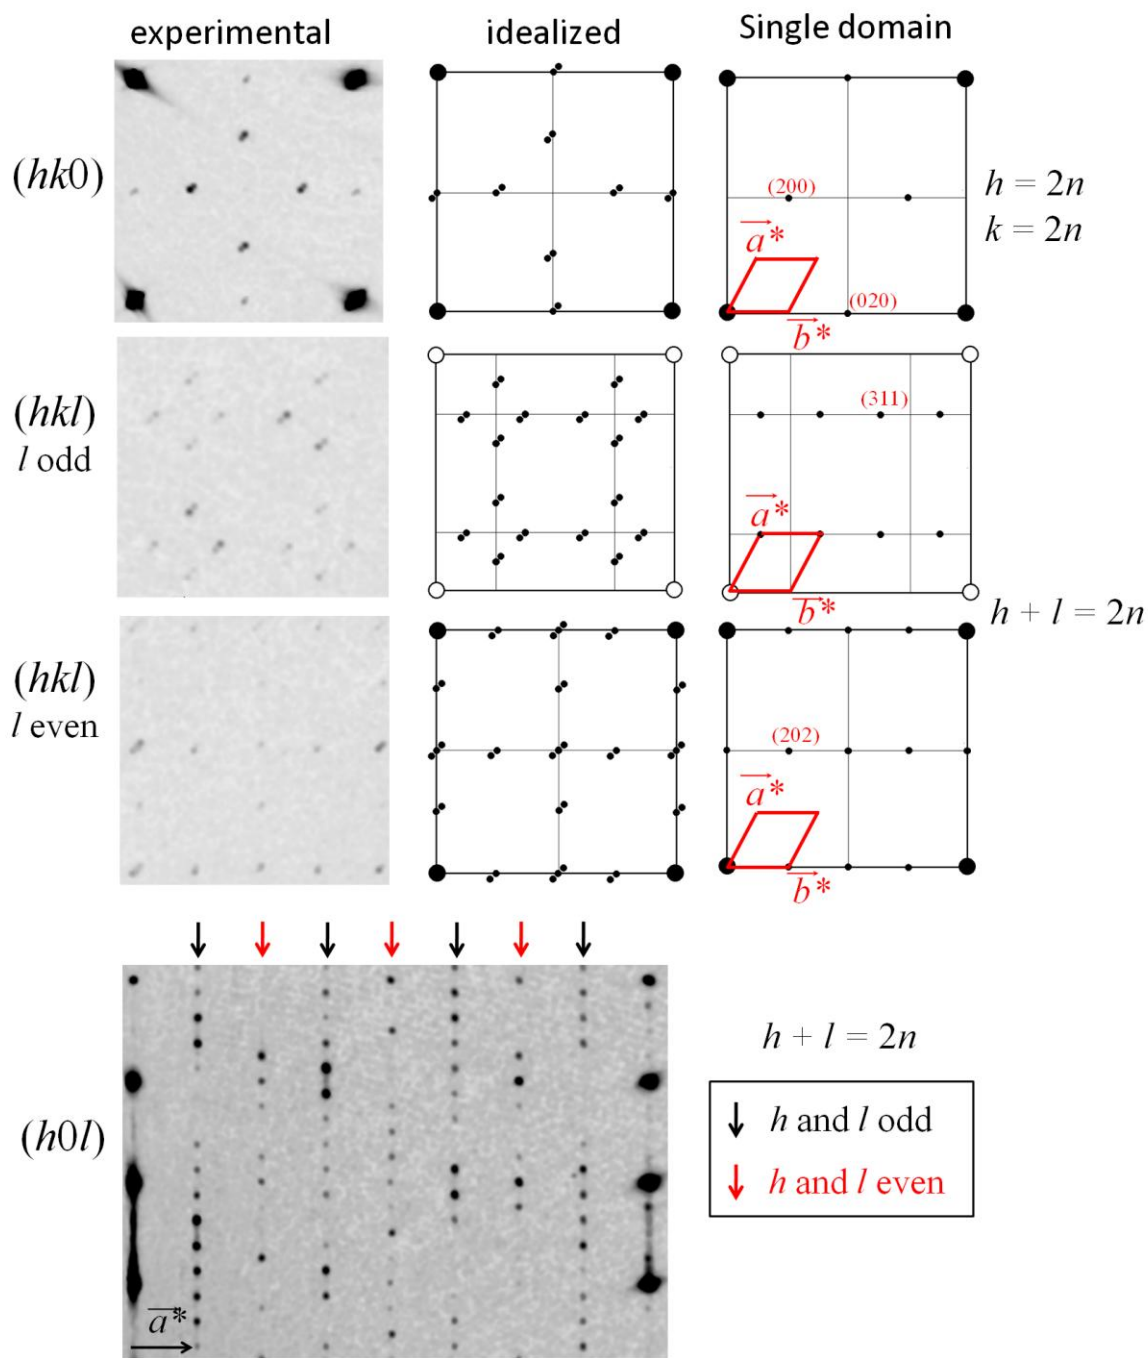 experimental
idealized
Single domain
(hk0)
(200)
a*
(020)
b*
h = 2n
k = 2n
(hkl)
l odd
(311)
a*
b*
h + l = 2n
(hkl)
l even
(202)
a*
b*
(h0l)
a*
h + l = 2n
h and l odd
h and l even